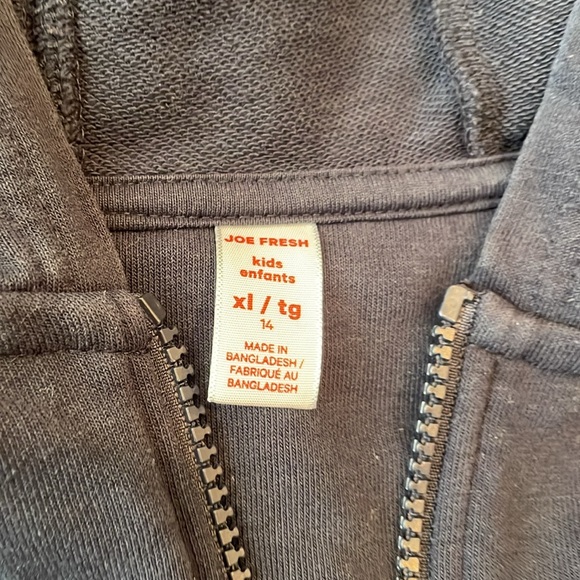 JOE FRESH
kids
enfants
xl / tg
14
MADE IN
BANGLADESH /
FABRIQUÉ AU
BANGLADESH